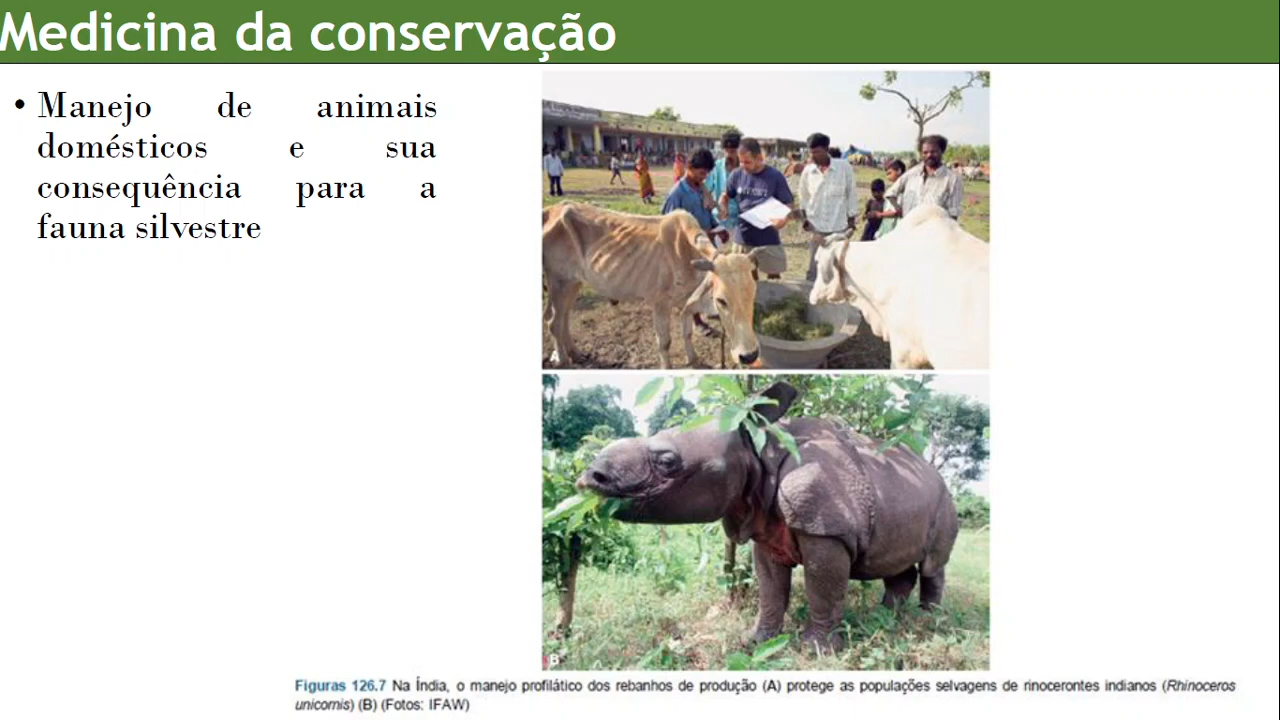 Medicina da conservação
• Manejo de animais
domésticos e sua
consequência para a
fauna silvestre
A
B
Figuras 126.7 Na Índia, o manejo profilático dos rebanhos de produção (A) protege as populações selvagens de rinocerontes indianos (Rhinoceros
unicornis) (B) (Fotos: IFAW)